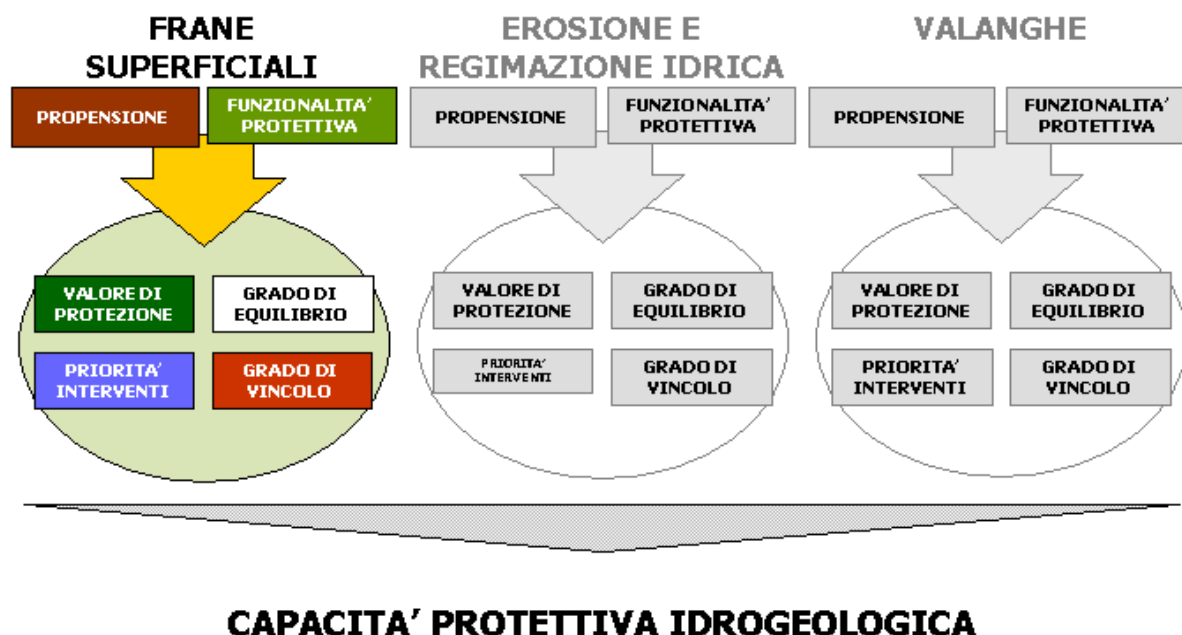 FRANE
SUPERFICIALI
PROPENSIONE
FUNZIONALITA’
PROTETTIVA
VALORE DI
PROTEZIONE
GRADO DI
EQUILIBRIO
PRIORITA’
INTERVENTI
GRADO DI
VINCOLO
EROSIONE E
REGIMAZIONE IDRICA
PROPENSIONE
FUNZIONALITA’
PROTETTIVA
VALORE DI
PROTEZIONE
GRADO DI
EQUILIBRIO
PRIORITA’
INTERVENTI
GRADO DI
VINCOLO
VALANGHE
PROPENSIONE
FUNZIONALITA’
PROTETTIVA
VALORE DI
PROTEZIONE
GRADO DI
EQUILIBRIO
PRIORITA’
INTERVENTI
GRADO DI
VINCOLO
CAPACITA’ PROTETTIVA IDROGEOLOGICA